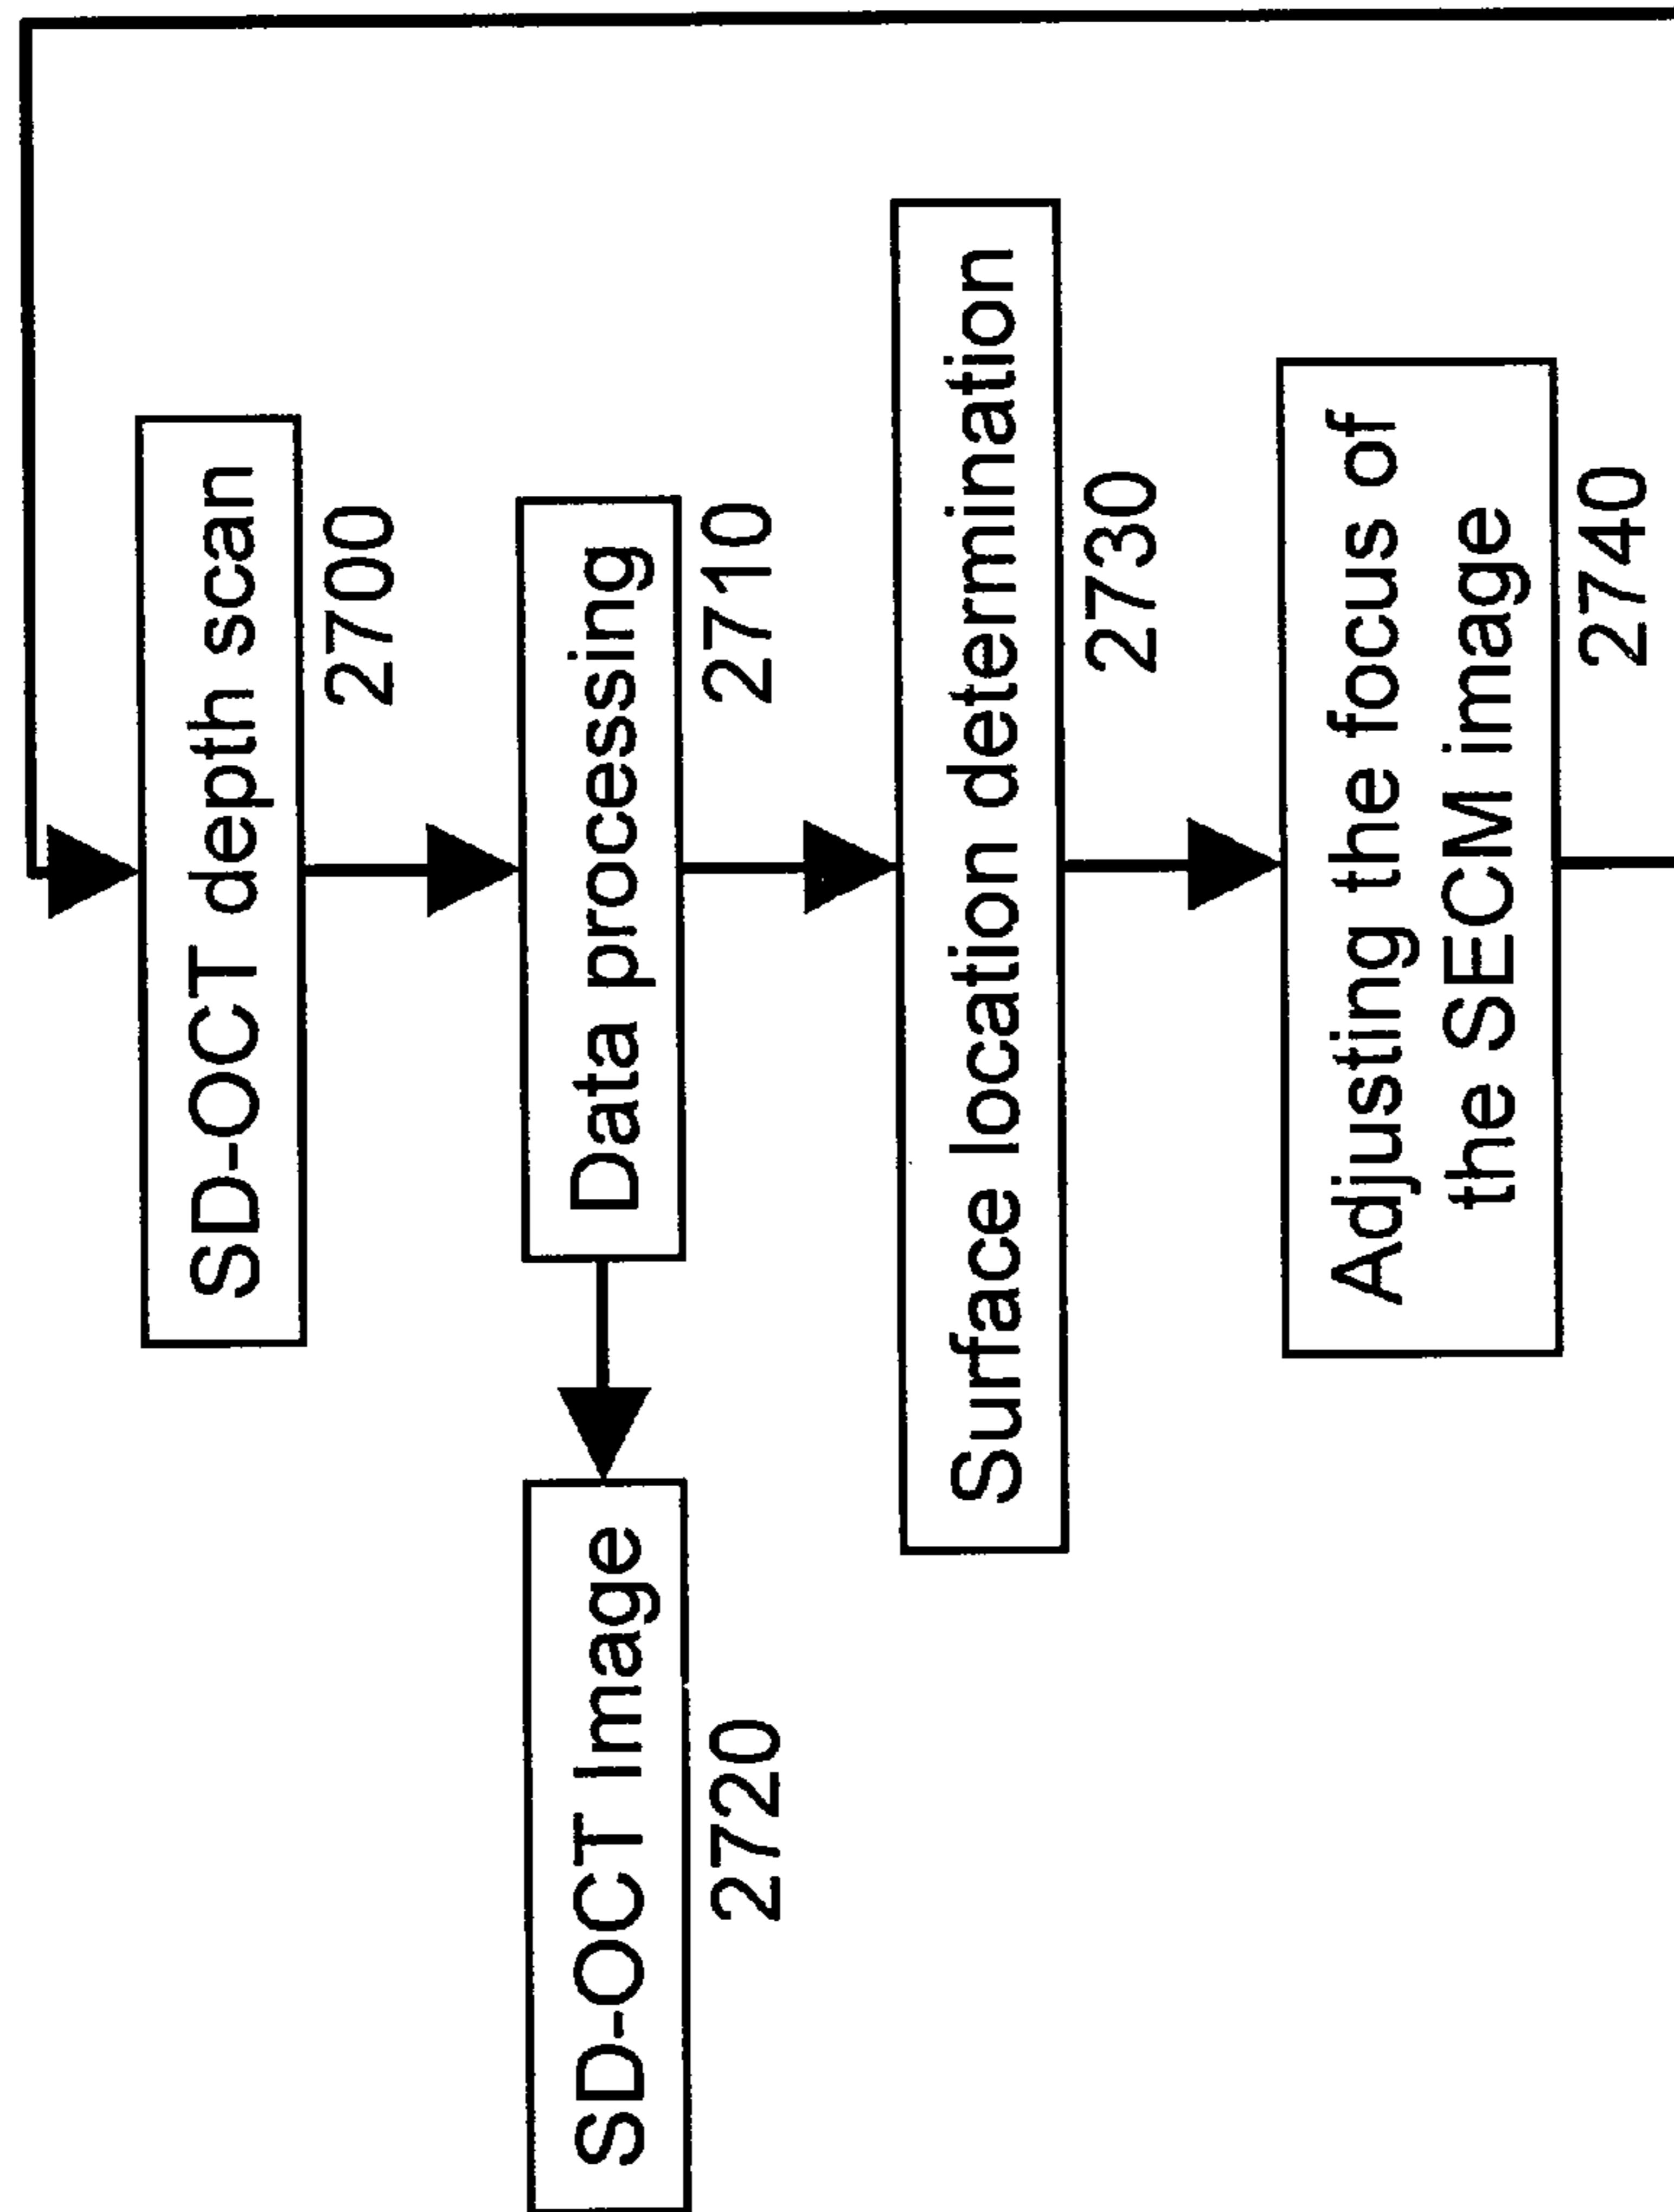 SD-OCT depth scan
2700
Data processing
2710
SD-OCT Image
2720
Surface location determination
2730
Adjusting the focus of
the SECM image
2740